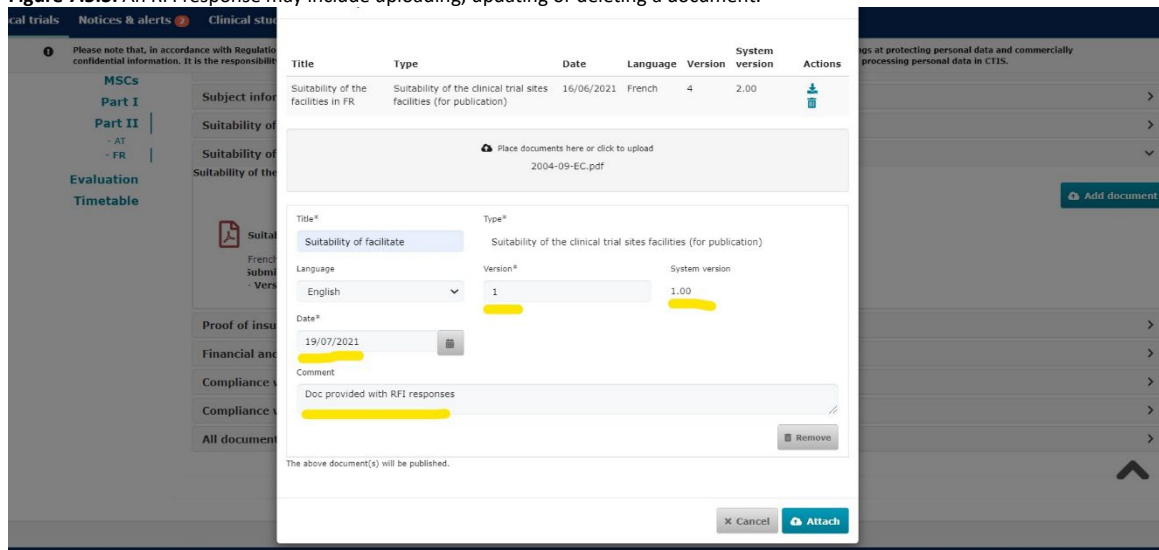 Figure 7.3.3. An RFI response may include uploading, updating or deleting a document.
cal trials Notices & alerts 2 Clinical stud
Please note that, in accordance with Regulatio
confidential information. It is the responsibilit
ngs at protecting personal data and commercially
processing personal data in CTIS.
MSCs
Part I
Part II
- AT
- FR
Evaluation
Timetable
Subject infor
Suitability of
Suitability of
Suitability of the
Suital
French
Submi
- Vers
Proof of insu
Financial and
Compliance v
Compliance v
All document
Add document
Title Type Date Language Version System version Actions
Suitability of the facilities in FR Suitability of the clinical trial sites facilities (for publication) 16/06/2021 French 4 2.00
Place documents here or click to upload
2004-09-EC.pdf
Title* Type*
Suitability of facilitate Suitability of the clinical trial sites facilities (for publication)
Language Version* System version
English 1 1.00
Date*
19/07/2021
Comment
Doc provided with RFI responses
Remove
The above document(s) will be published.
Cancel Attach